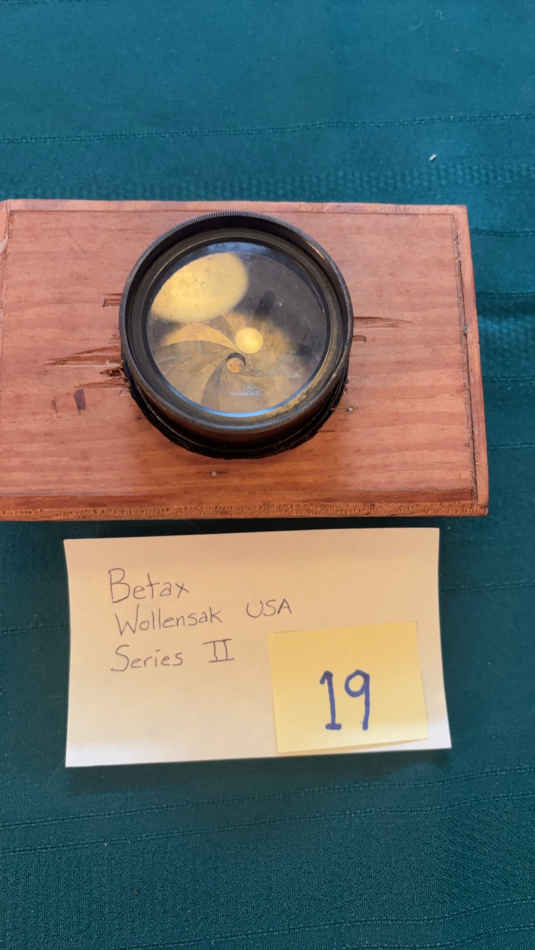 Betax
Wollensak USA
Series II
19